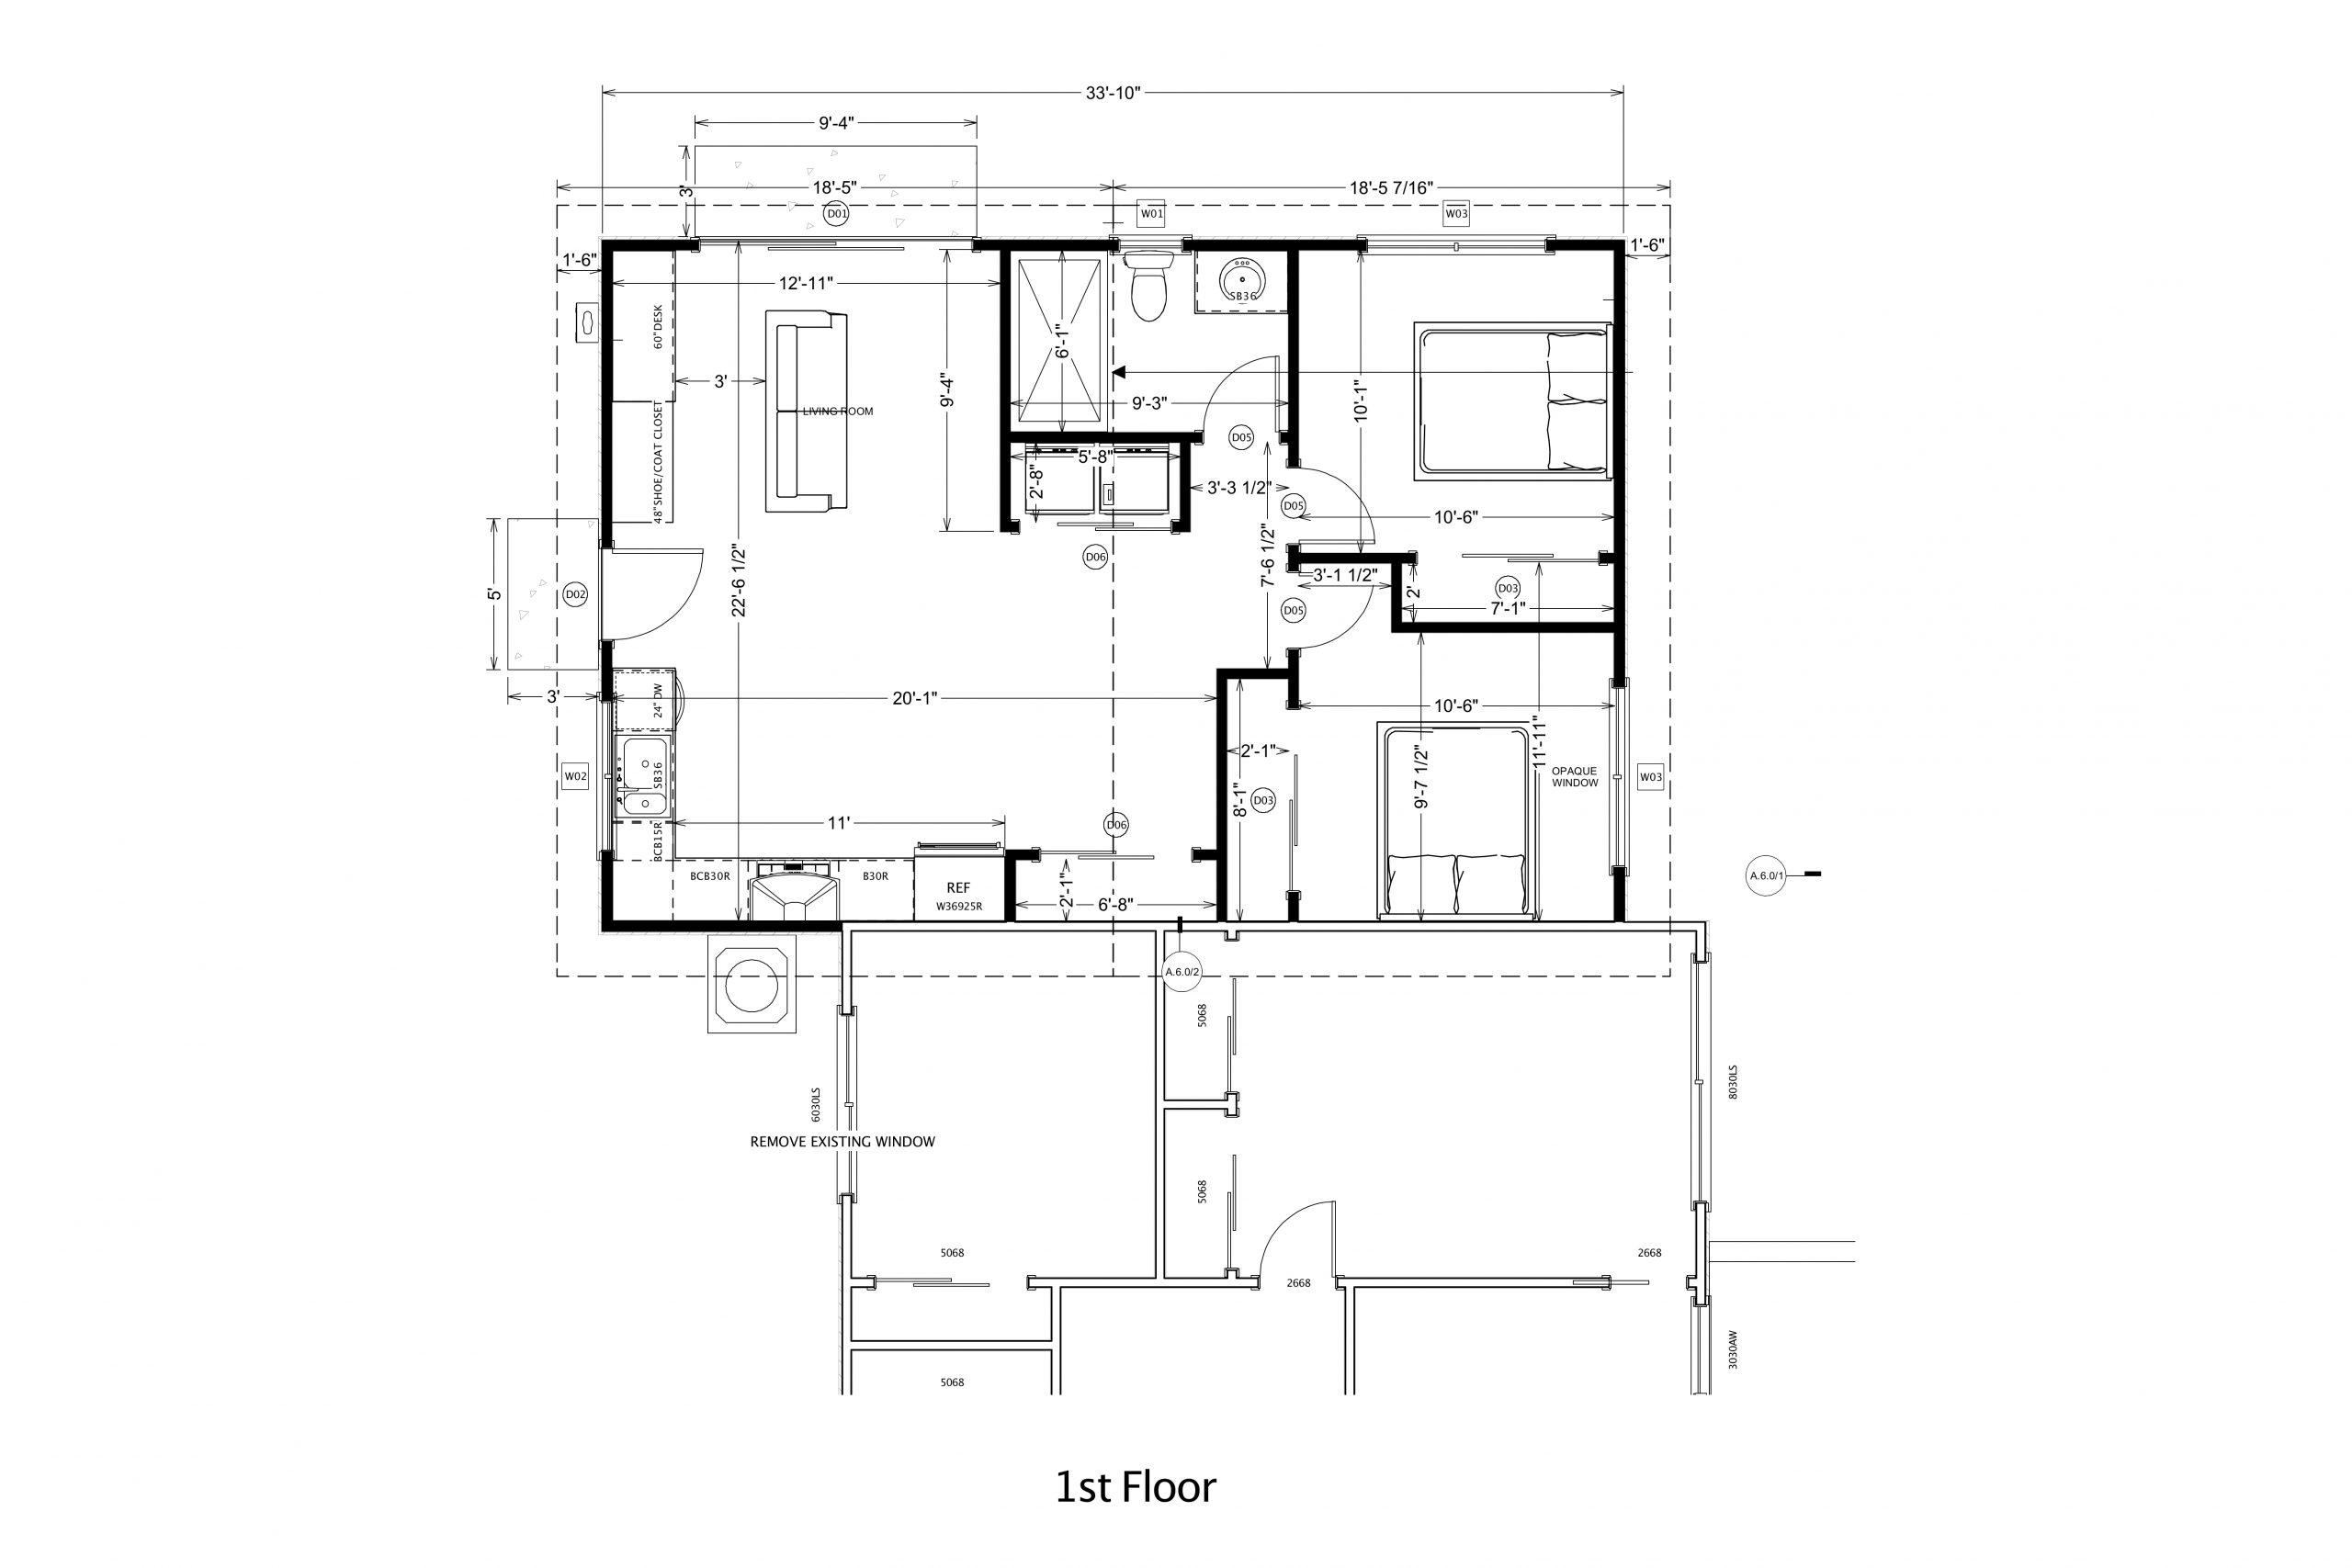 33'-10"
9'-4"
18'-5"
18'-5 7/16"
3'
D01
W01
W03
1'-6"
1'-6"
12'-11"
SB36
60"DESK
6'-1"
3'
9'-4"
9'-3"
10'-1"
LIVING ROOM
48"SHOE/COAT CLOSET
D05
5'-8"
2'-8"
3'-3 1/2"
D05
10'-6"
D06
7'-6 1/2"
22'-6 1/2"
3'-1 1/2"
2'
D03
5'
D02
D05
7'-1"
3'
24" DW
20'-1"
10'-6"
2'-1"
11'-11"
W02
SB36
9'-7 1/2"
OPAQUE
WINDOW
W03
8'-1"
D03
11'
D06
BCB15R
BCB30R
B30R
REF
W36925R
2'-1"
6'-8"
A.6.0/1
A.6.0/2
5068
6030LS
8030LS
REMOVE EXISTING WINDOW
5068
5068
2668
2668
3030AW
5068
1st Floor